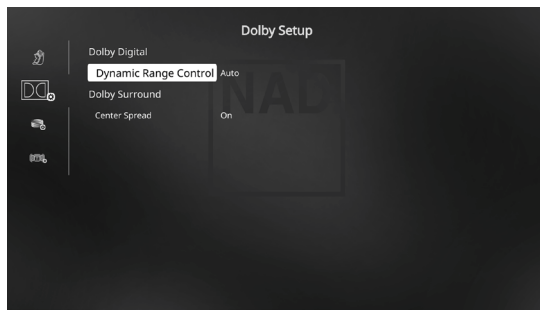 Dolby Setup
Dolby Digital
Dynamic Range Control Auto
Dolby Surround
Center Spread On
NAD